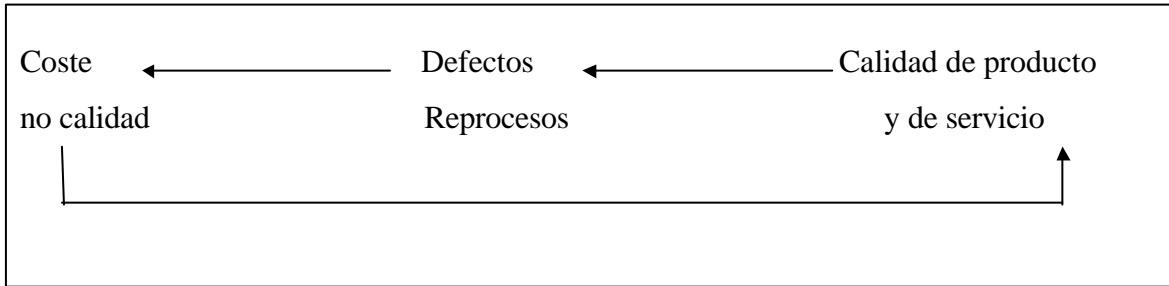 Coste Defectos Calidad de producto
no calidad Reprocesos y de servicio